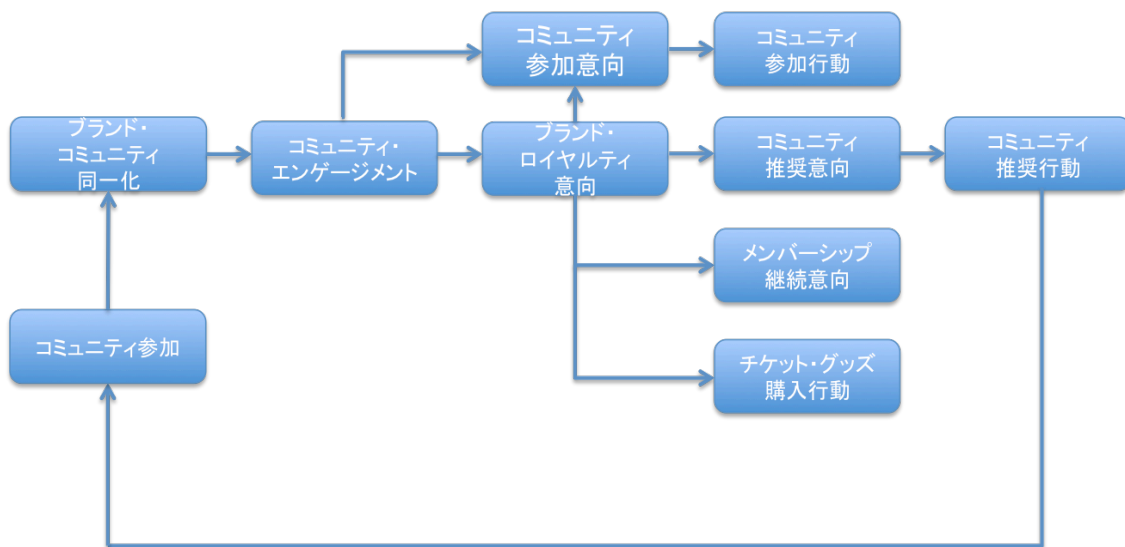 コミュニティ
参加意向
コミュニティ
参加行動
ブランド・
コミュニティ
同一化
コミュニティ・
エンゲージメント
ブランド・
ロイヤルティ
意向
コミュニティ
推奨意向
コミュニティ
推奨行動
メンバーシップ
継続意向
コミュニティ参加
チケット・グッズ
購入行動